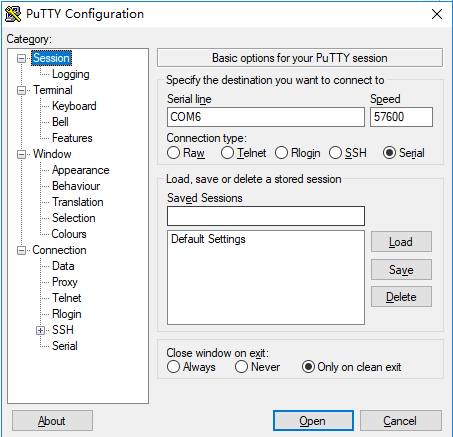 PuTTY Configuration
Category:
Session
Logging
Terminal
Keyboard
Bell
Features
Window
Appearance
Behaviour
Translation
Selection
Colours
Connection
Data
Proxy
Telnet
Rlogin
SSH
Serial
Basic options for your PuTTY session
Specify the destination you want to connect to
Serial line Speed
COM6 57600
Connection type:
Raw Telnet Rlogin SSH Serial
Load, save or delete a stored session
Saved Sessions
Default Settings
Load
Save
Delete
Close window on exit:
Always Never Only on clean exit
About Open Cancel